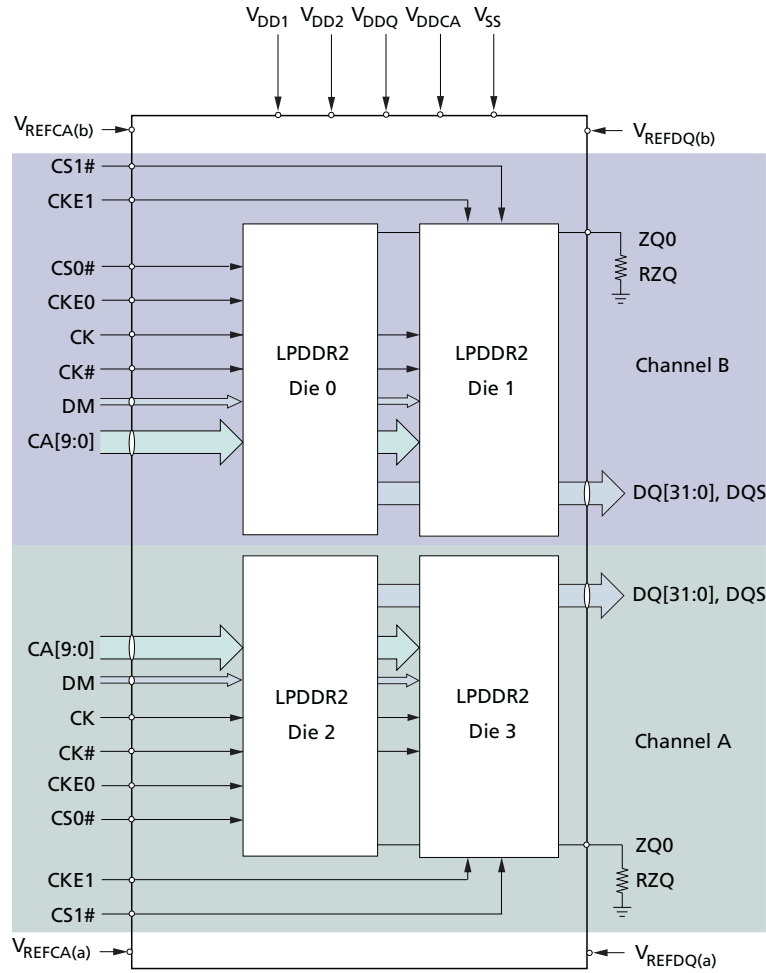 VDD1 VDD2 VDDQ VDDCA VSS
VREFCA(b)
VREFDQ(b)
CS1#
CKE1
ZQ0
RZQ
CS0#
CKE0
CK
CK#
DM
CA[9:0]
LPDDR2
Die 0
LPDDR2
Die 1
Channel B
DQ[31:0], DQS
DQ[31:0], DQS
CA[9:0]
DM
CK
CK#
CKE0
CS0#
LPDDR2
Die 2
LPDDR2
Die 3
Channel A
ZQ0
RZQ
CKE1
CS1#
VREFCA(a)
VREFDQ(a)